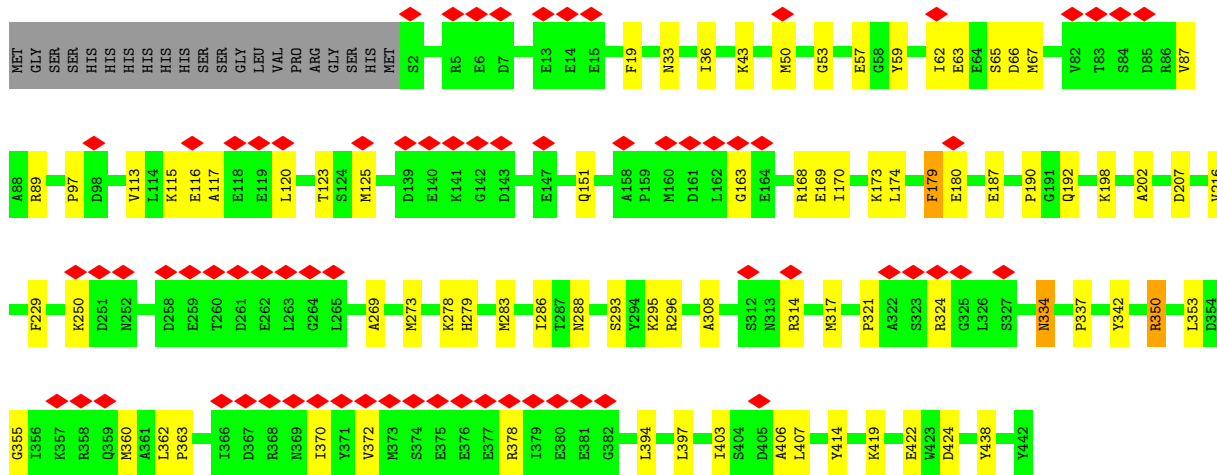 MET GLY SER SER HIS HIS HIS HIS HIS HIS SER SER GLY LEU VAL PRO ARG GLY SER HIS MET S2 R5 E6 D7 E13 E14 E15 F19 N33 I36 K43 M50 G53 E57 G58 Y59 I62 E63 E64 S65 D66 M67 V82 T83 S84 D85 R86 V87
A88 R89 P97 D98 V113 L114 K115 E116 A117 E118 E119 L120 T123 S124 M125 D139 E140 K141 G142 D143 E147 Q151 A158 P159 M160 D161 L162 G163 E164 R168 E169 I170 K173 L174 F179 E180 E187 P190 G191 Q192 K198 A202 D207 V216
F229 K250 D251 N252 D258 E259 T260 D261 E262 L263 G264 L265 A269 M273 K278 H279 M283 I286 T287 N288 S293 Y294 K295 R296 A308 S312 N313 R314 M317 P321 A322 S323 R324 G325 L326 S327 N334 P337 Y342 R350 L353 D354
G355 I356 K357 R358 Q359 M360 A361 L362 P363 I366 D367 R368 N369 I370 Y371 V372 M373 S374 E375 E376 E377 R378 I379 E380 E381 G382 L394 L397 I403 S404 D405 A406 L407 Y414 K419 E422 W423 D424 Y438 Y442